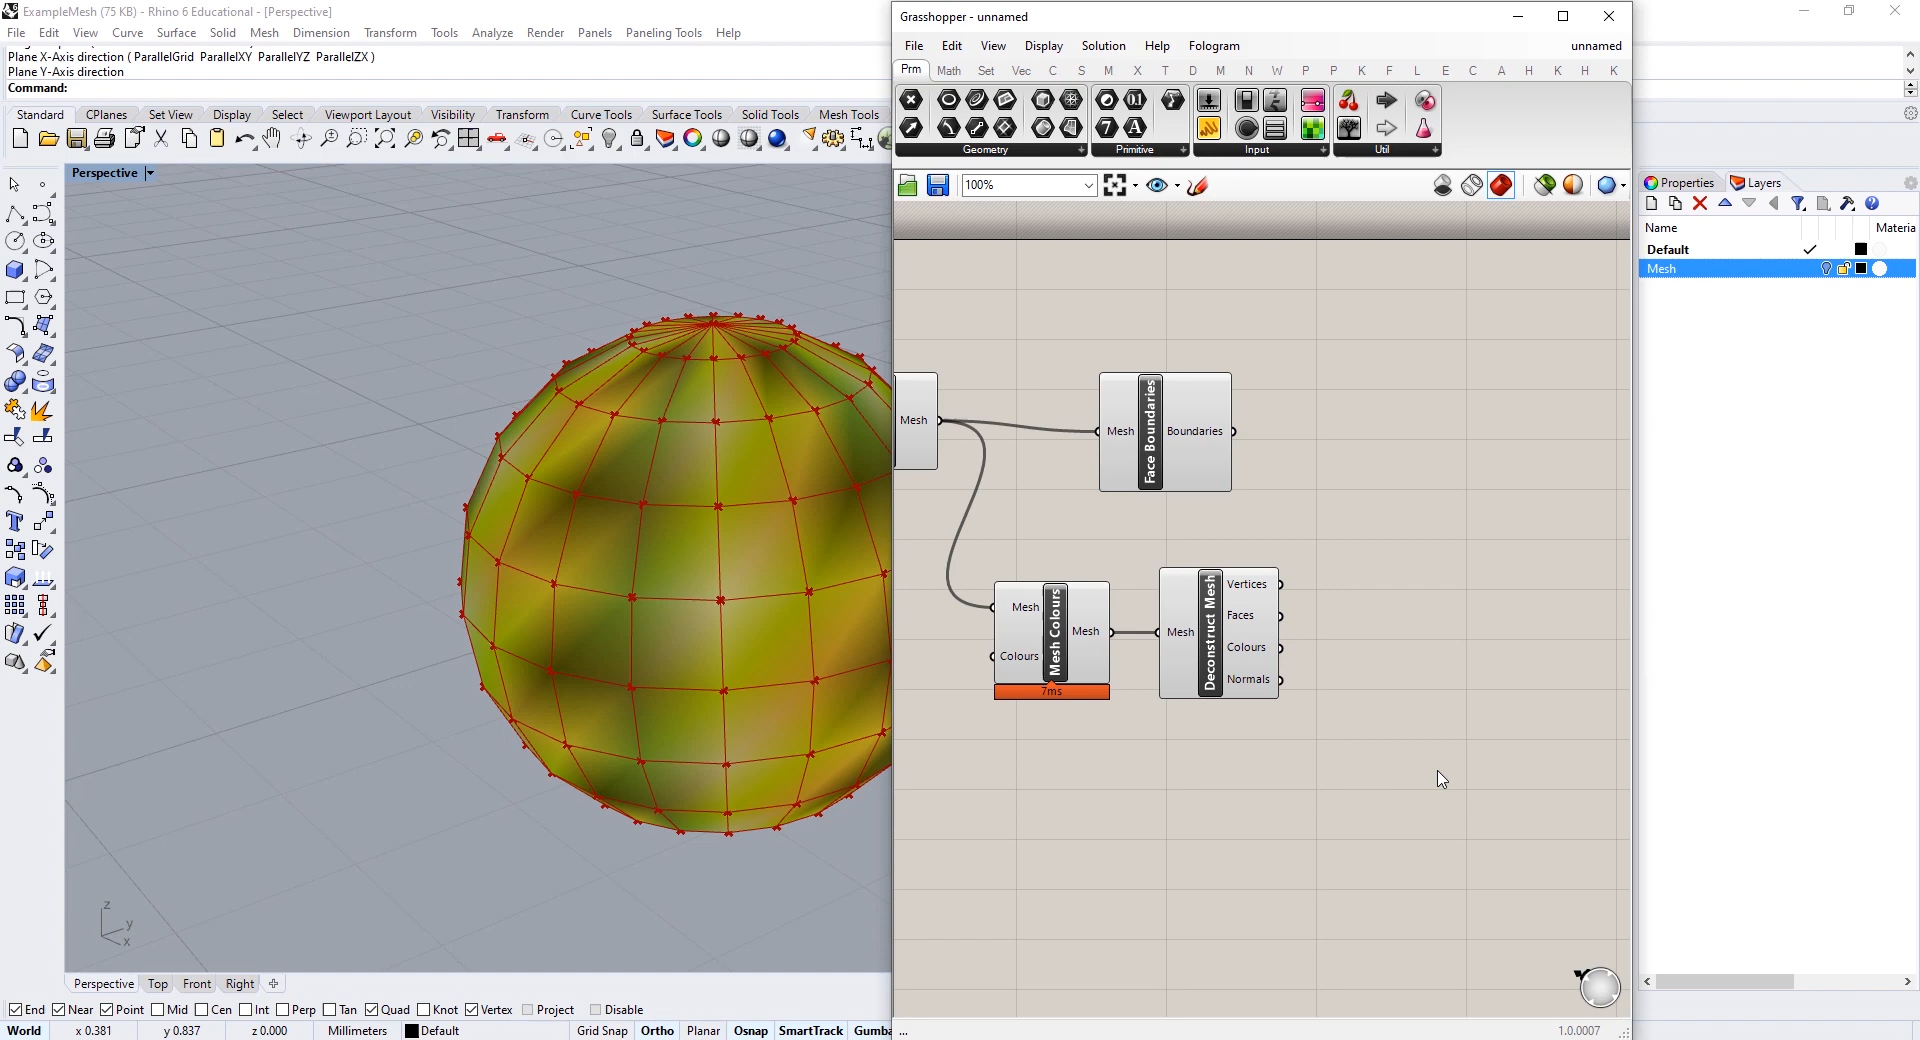 ExampleMesh (75 KB) - Rhino 6 Educational - [Perspective]
File Edit View Curve Surface Solid Mesh Dimension Transform Tools Analyze Render Panels Paneling Tools Help
Plane X-Axis direction ( ParallelGrid ParallelXY ParallelYZ ParallelZX )
Plane Y-Axis direction
Command:
Standard CPlanes Set View Display Select Viewport Layout Visibility Transform Curve Tools Surface Tools Solid Tools Mesh Tools
Perspective
Grasshopper - unnamed
File Edit View Display Solution Help Fologram unnamed
Prm Math Set Vec C S M X T D M N W P P K F L E C A H K H K
Geometry Primitive Input Util
100%
Mesh
Mesh Face Boundaries Boundaries
Mesh
Colours
Mesh Colours
Mesh
7ms
Mesh
Deconstruct Mesh
Vertices
Faces
Colours
Normals
Properties Layers
Name Materia
Default
Mesh
z
y
x
Perspective Top Front Right
End Near Point Mid Cen Int Perp Tan Quad Knot Vertex Project Disable
World x 0.381 y 0.837 z 0.000 Millimeters Default Grid Snap Ortho Planar Osnap SmartTrack Gumba
... 1.0.0007